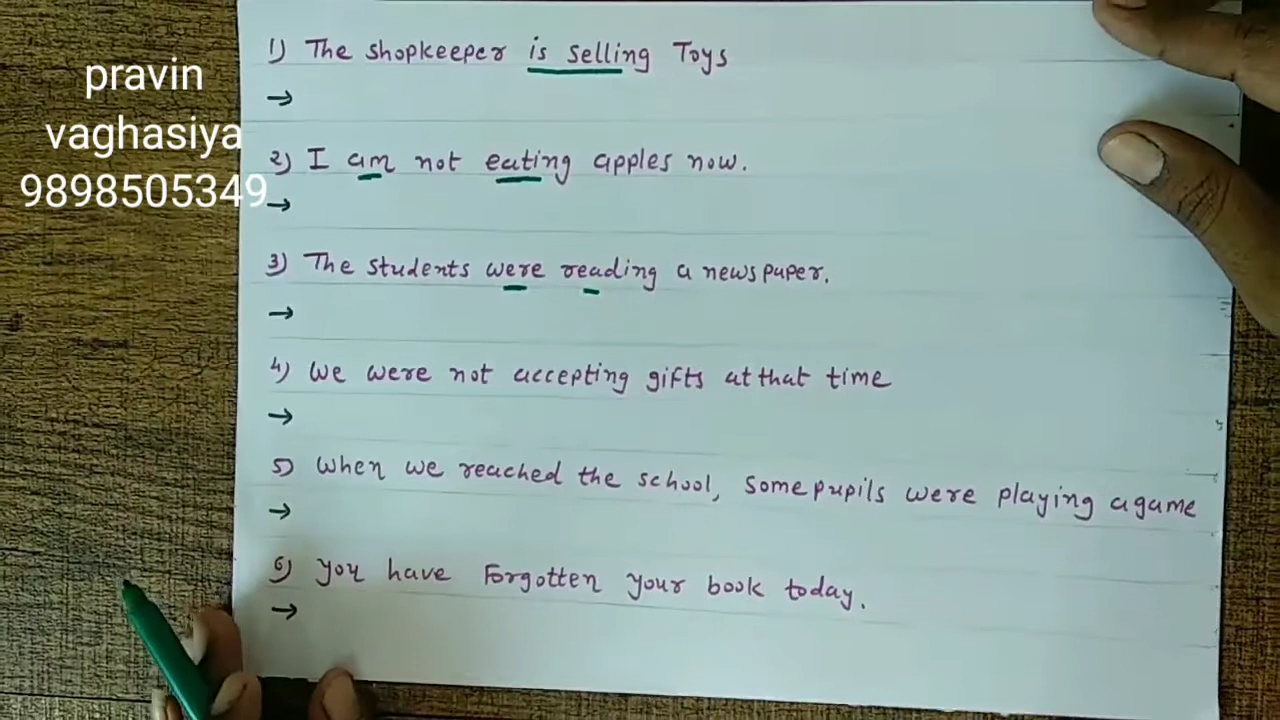 pravin
vaghasiya
9898505349
1) The shopkeeper is selling Toys
→
2) I am not eating apples now.
→
3) The students were reading a newspaper.
→
4) we were not accepting gifts at that time
→
5) when we reached the school, some pupils were playing a game
→
6) you have Forgotten your book today.
→